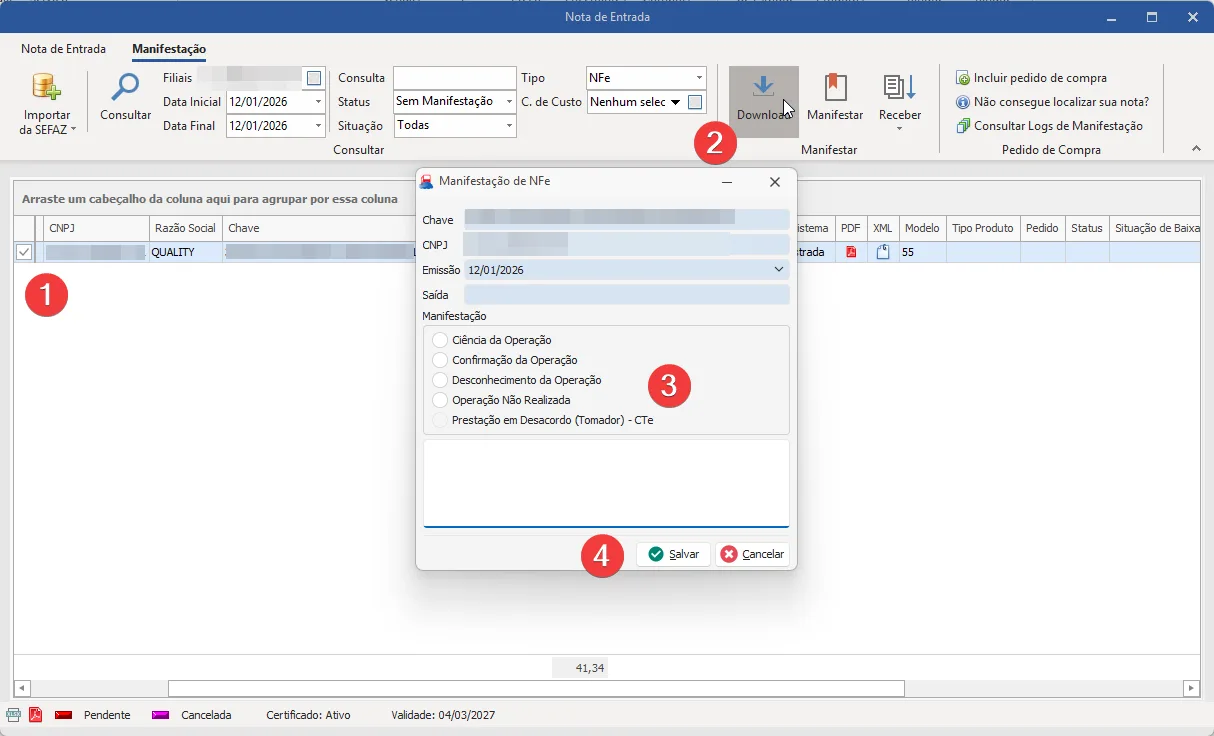 Nota de Entrada
Nota de Entrada Manifestação
Importar
da SEFAZ
Consultar
Filiais
Data Inicial 12/01/2026
Data Final 12/01/2026
Consulta
Status Sem Manifestação
Situação Todas
Tipo NFe
C. de Custo Nenhum selec
Consultar
Download
Manifestar
Receber
Manifestar
Incluir pedido de compra
Não consegue localizar sua nota?
Consultar Logs de Manifestação
Pedido de Compra
2
Arraste um cabeçalho da coluna aqui para agrupar por essa coluna
CNPJ Razão Social Chave istema PDF XML Modelo Tipo Produto Pedido Status Situação de Baixa
QUALITY trada 55
1
Manifestação de NFe
Chave
CNPJ
Emissão 12/01/2026
Saída
Manifestação
Ciência da Operação
Confirmação da Operação
Desconhecimento da Operação
Operação Não Realizada
Prestação em Desacordo (Tomador) - CTe
3
4
Salvar Cancelar
41,34
Pendente Cancelada Certificado: Ativo Validade: 04/03/2027